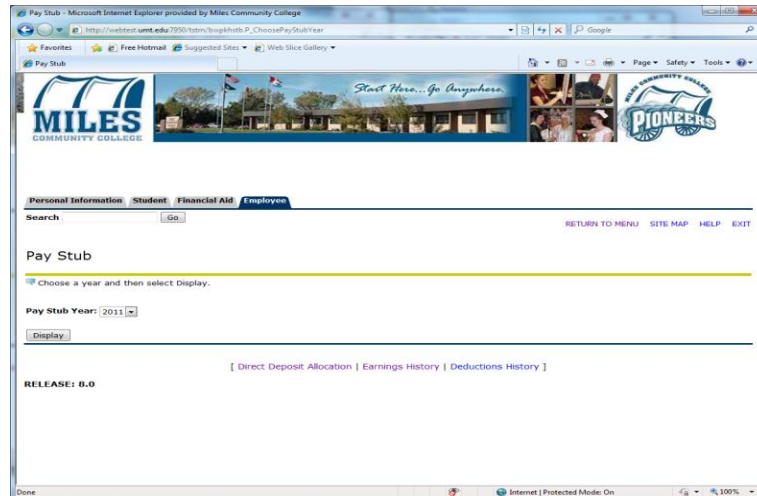 Pay Stub - Microsoft Internet Explorer provided by Miles Community College
http://webtest.umt.edu:7950/tstm/bwpkhstb.P_ChoosePayStubYear
Google
Favorites Free Hotmail Suggested Sites Web Slice Gallery
Pay Stub Page Safety Tools
Start Here...Go Anywhere.
MILES
COMMUNITY COLLEGE
COMMUNITY COLLEGE
PIONEERS
Personal Information Student Financial Aid Employee
Search Go
RETURN TO MENU SITE MAP HELP EXIT
Pay Stub
Choose a year and then select Display.
Pay Stub Year: 2011
Display
[ Direct Deposit Allocation | Earnings History | Deductions History ]
RELEASE: 8.0
Done Internet | Protected Mode: On 100%